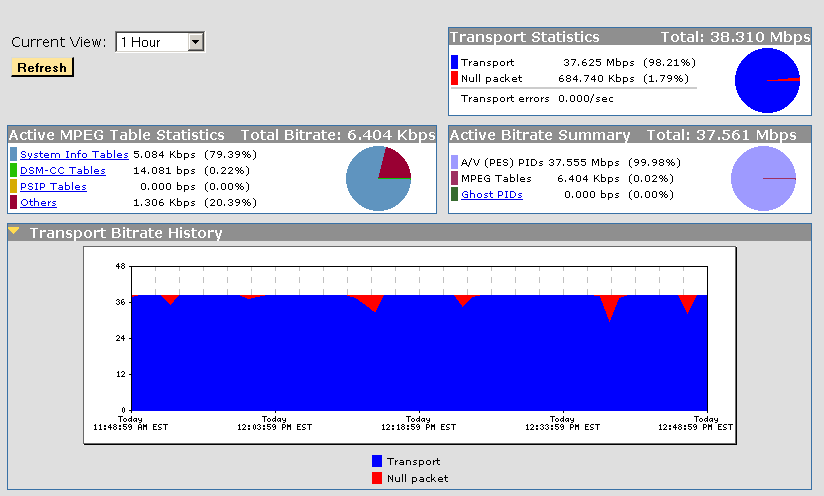 Current View: 1 Hour
Refresh
Transport Statistics Total: 38.310 Mbps
Transport 37.625 Mbps (98.21%)
Null packet 684.740 Kbps (1.79%)
Transport errors 0.000/sec
Active MPEG Table Statistics Total Bitrate: 6.404 Kbps
System Info Tables 5.084 Kbps (79.39%)
DSM-CC Tables 14.081 bps (0.22%)
PSIP Tables 0.000 bps (0.00%)
Others 1.306 Kbps (20.39%)
Active Bitrate Summary Total: 37.561 Mbps
A/V (PES) PIDs 37.555 Mbps (99.98%)
MPEG Tables 6.404 Kbps (0.02%)
Ghost PIDs 0.000 bps (0.00%)
Transport Bitrate History
48
36
24
12
0
Today Today Today Today Today
11:48:59 AM EST 12:03:59 PM EST 12:18:59 PM EST 12:33:59 PM EST 12:48:59 PM EST
Transport
Null packet